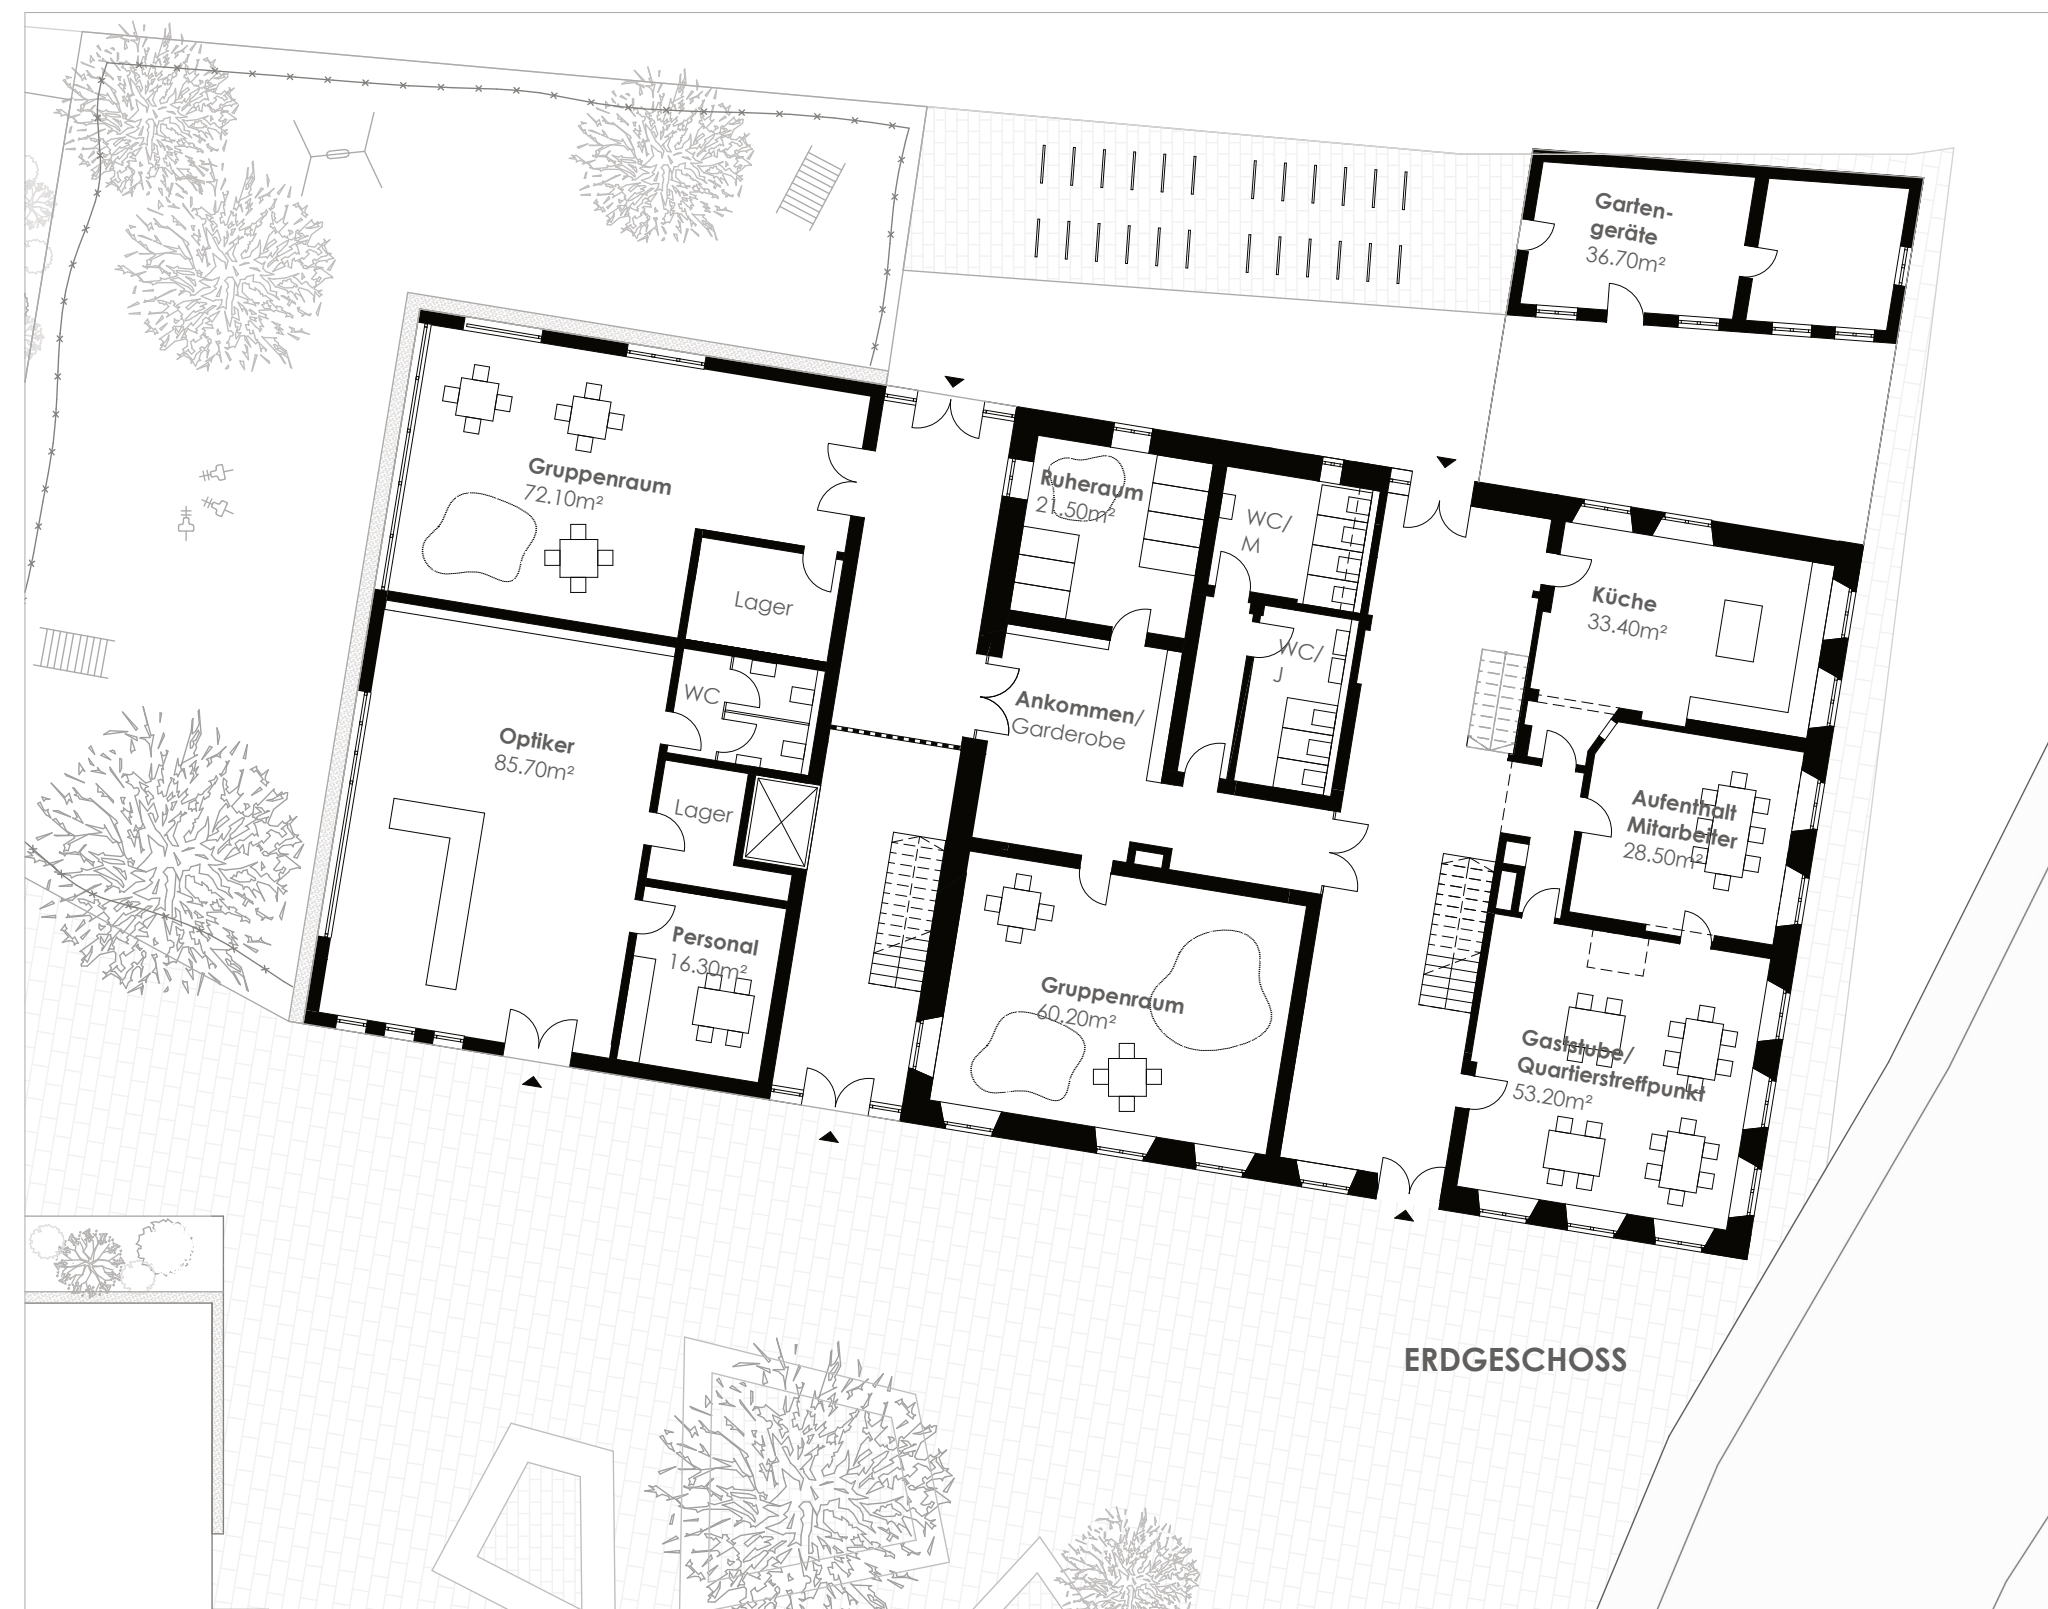 Garten-
geräte
36.70m²
Gruppenraum
72.10m²
Ruheraum
21.50m²
WC/
M
Küche
33.40m²
Lager
WC/
J
WC
Ankommen/
Garderobe
Optiker
85.70m²
Lager
Aufenthalt
Mitarbeiter
28.50m²
Personal
16.30m²
Gruppenraum
60.20m²
Gaststube/
Quartierstreffpunkt
53.20m²
ERDGESCHOSS